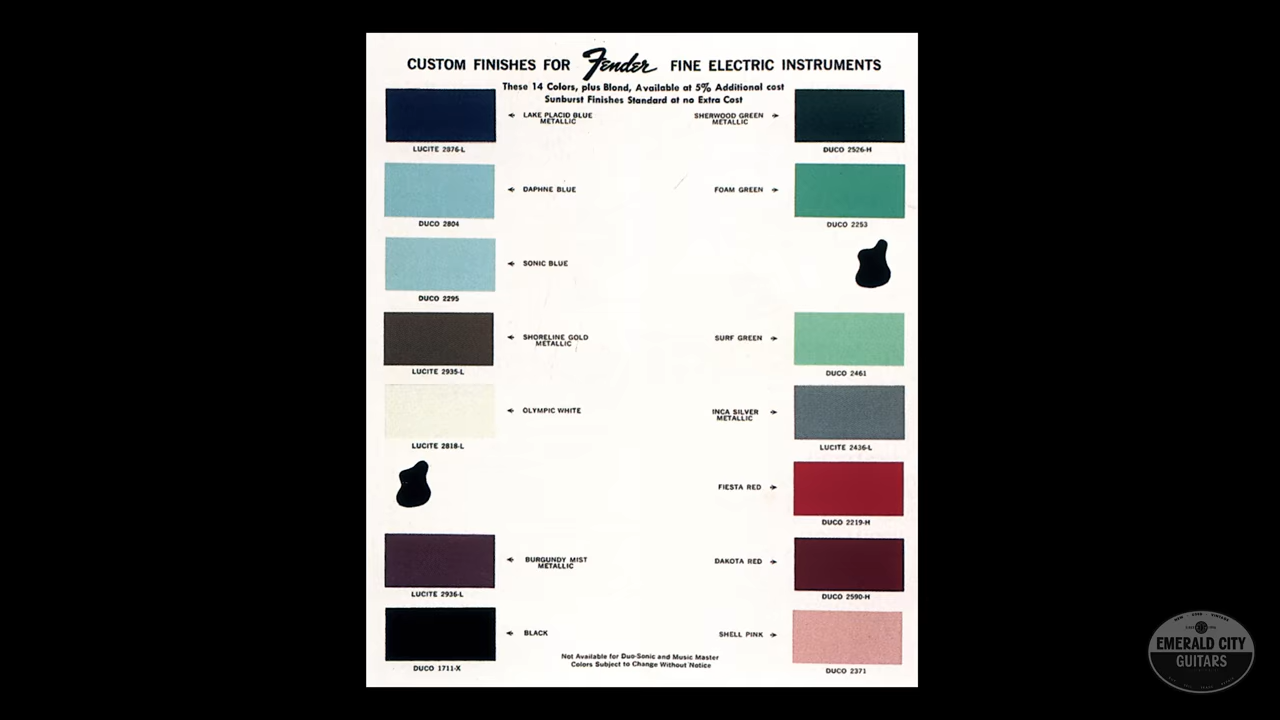 CUSTOM FINISHES FOR Fender FINE ELECTRIC INSTRUMENTS
These 14 Colors, plus Blond, Available at 5% Additional cost
Sunburst Finishes Standard at no Extra Cost
LAKE PLACID BLUE
METALLIC
LUCITE 2876-L
SHERWOOD GREEN
METALLIC
DUCO 2526-H
DAPHNE BLUE
DUCO 2804
FOAM GREEN
DUCO 2253
SONIC BLUE
DUCO 2295
SHORELINE GOLD
METALLIC
LUCITE 2935-L
SURF GREEN
DUCO 2461
OLYMPIC WHITE
LUCITE 2818-L
INCA SILVER
METALLIC
LUCITE 2436-L
FIESTA RED
DUCO 2219-H
BURGUNDY MIST
METALLIC
LUCITE 2936-L
DAKOTA RED
DUCO 2590-H
BLACK
DUCO 1711-X
SHELL PINK
DUCO 2371
Not Available for Duo-Sonic and Music Master
Colors Subject to Change Without Notice
EMERALD CITY
GUITARS